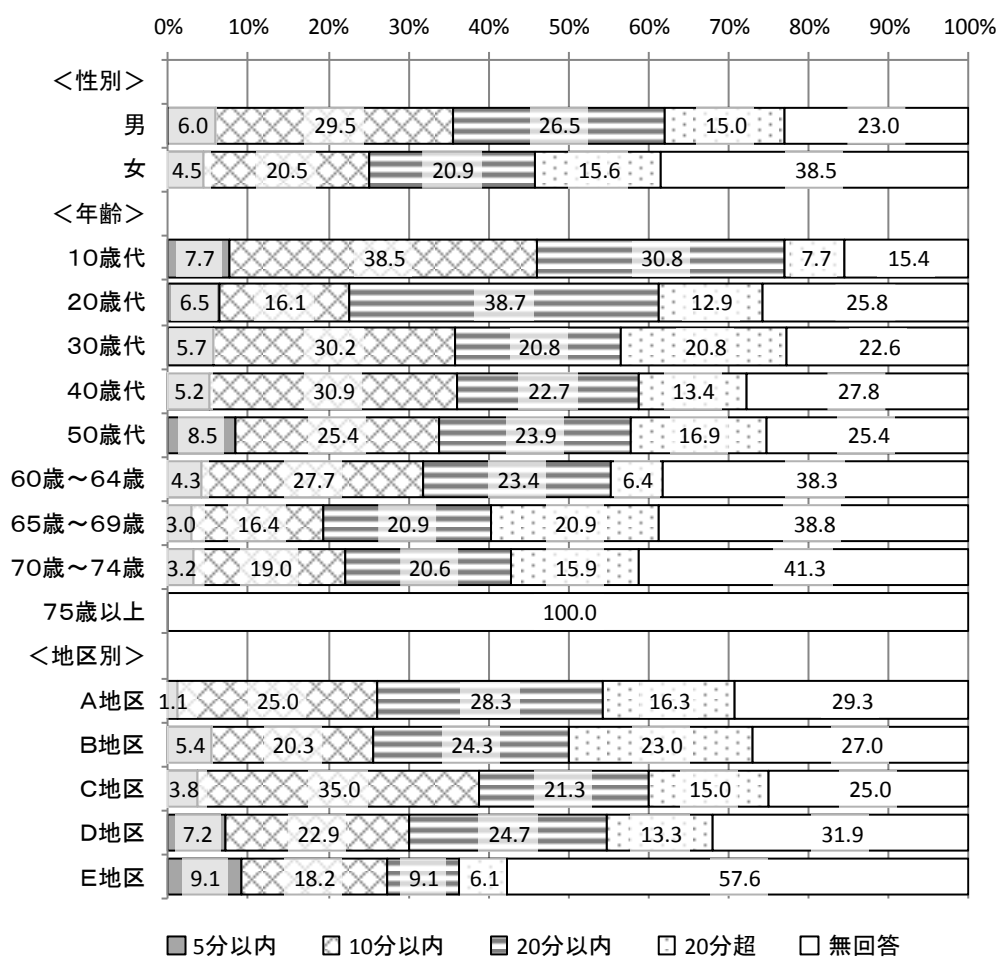 0% 10% 20% 30% 40% 50% 60% 70% 80% 90% 100%
＜性別＞
男 6.0 29.5 26.5 15.0 23.0
女 4.5 20.5 20.9 15.6 38.5
＜年齢＞
10歳代 7.7 38.5 30.8 7.7 15.4
20歳代 6.5 16.1 38.7 12.9 25.8
30歳代 5.7 30.2 20.8 20.8 22.6
40歳代 5.2 30.9 22.7 13.4 27.8
50歳代 8.5 25.4 23.9 16.9 25.4
60歳～64歳 4.3 27.7 23.4 6.4 38.3
65歳～69歳 3.0 16.4 20.9 20.9 38.8
70歳～74歳 3.2 19.0 20.6 15.9 41.3
75歳以上 100.0
＜地区別＞
A地区 1.1 25.0 28.3 16.3 29.3
B地区 5.4 20.3 24.3 23.0 27.0
C地区 3.8 35.0 21.3 15.0 25.0
D地区 7.2 22.9 24.7 13.3 31.9
E地区 9.1 18.2 9.1 6.1 57.6
5分以内 10分以内 20分以内 20分超 無回答